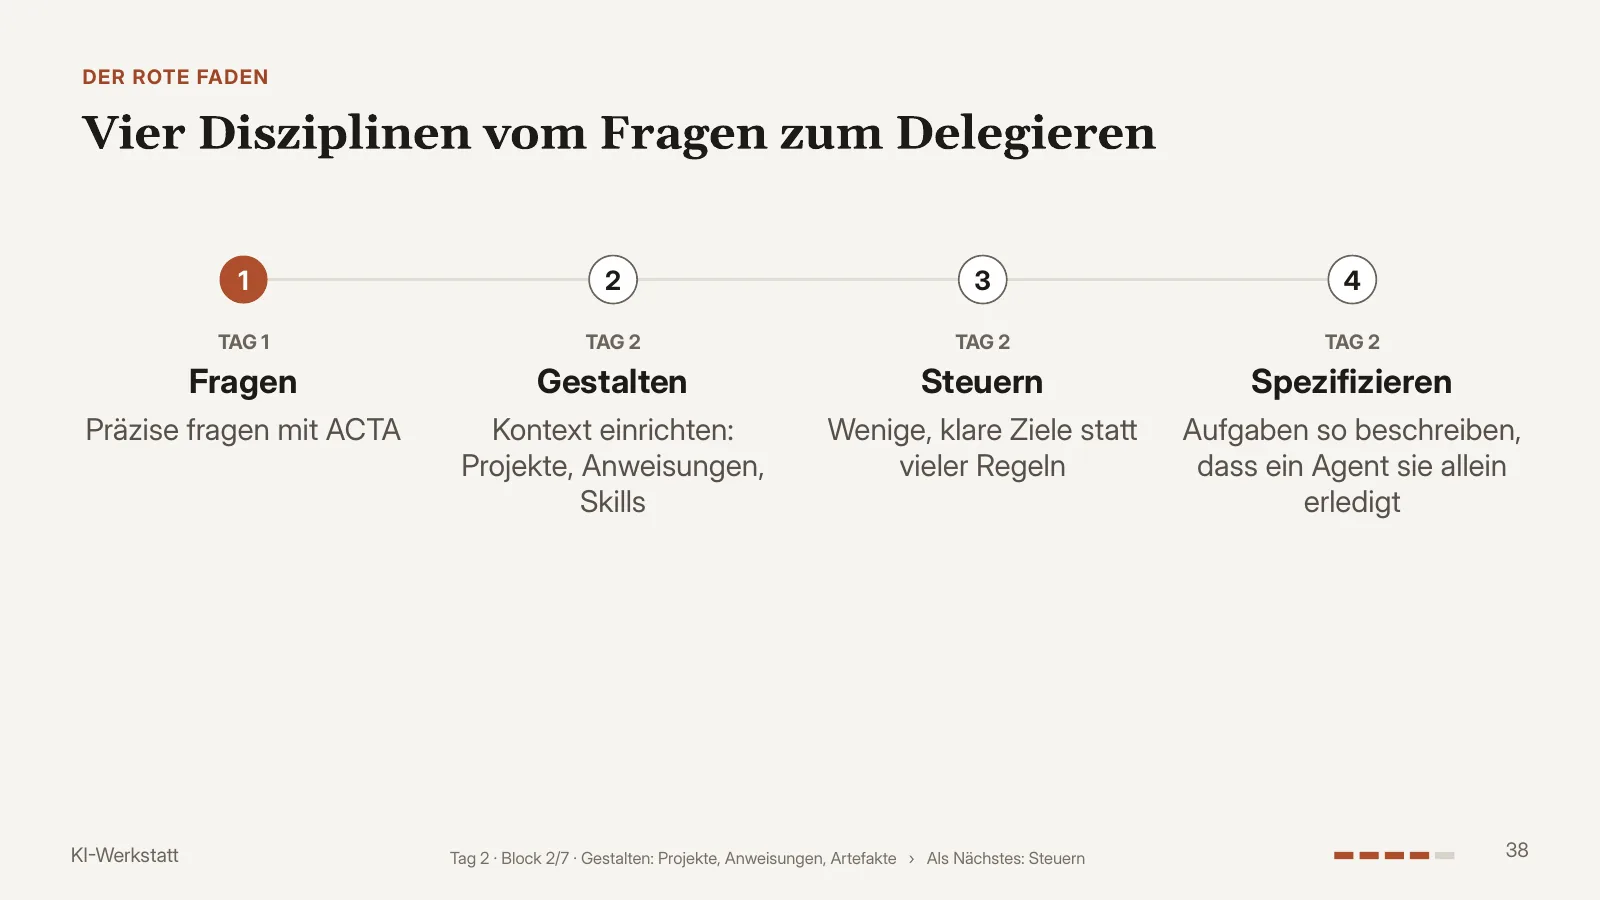 DER ROTE FADEN
Vier Disziplinen vom Fragen zum Delegieren
1
TAG 1
Fragen
Präzise fragen mit ACTA
2
TAG 2
Gestalten
Kontext einrichten:
Projekte, Anweisungen,
Skills
3
TAG 2
Steuern
Wenige, klare Ziele statt
vieler Regeln
4
TAG 2
Spezifizieren
Aufgaben so beschreiben,
dass ein Agent sie allein
erledigt
KI-Werkstatt
Tag 2 · Block 2/7 · Gestalten: Projekte, Anweisungen, Artefakte › Als Nächstes: Steuern
38